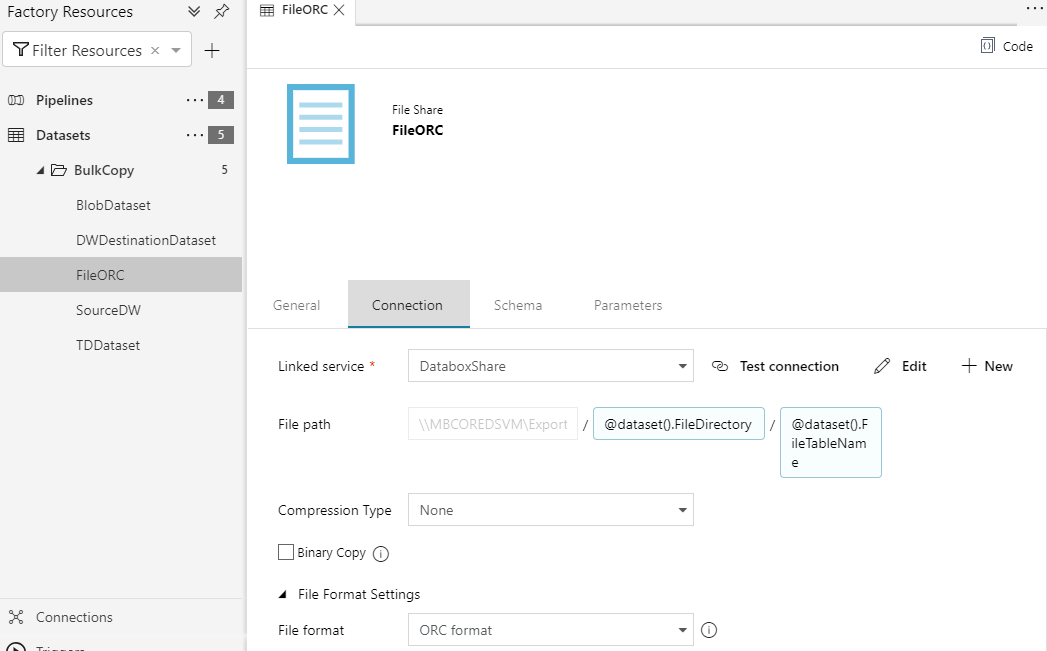 Factory Resources
FileORC
Filter Resources
Code
Pipelines
4
File Share
Datasets
5
FileORC
BulkCopy
5
BlobDataset
DWDestinationDataset
FileORC
SourceDW
TDDataset
General
Connection
Schema
Parameters
Linked service *
DataboxShare
Test connection
Edit
New
File path
\\MBCOREDSVM\Export
/
@dataset().FileDirectory
/
@dataset().F
ileTableNam
e
Compression Type
None
Binary Copy
File Format Settings
Connections
File format
ORC format
Triggers